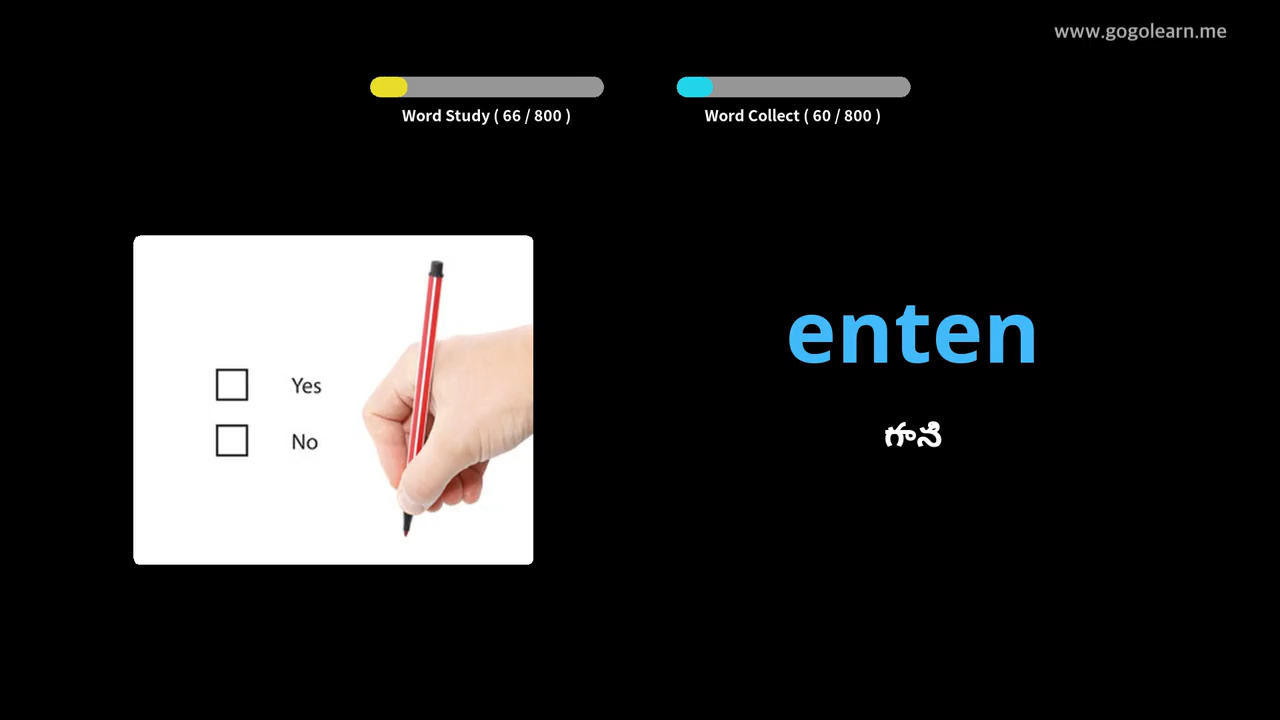 www.gogolearn.me
Word Study ( 66 / 800 )
Word Collect ( 60 / 800 )
Yes
No
enten
గాని